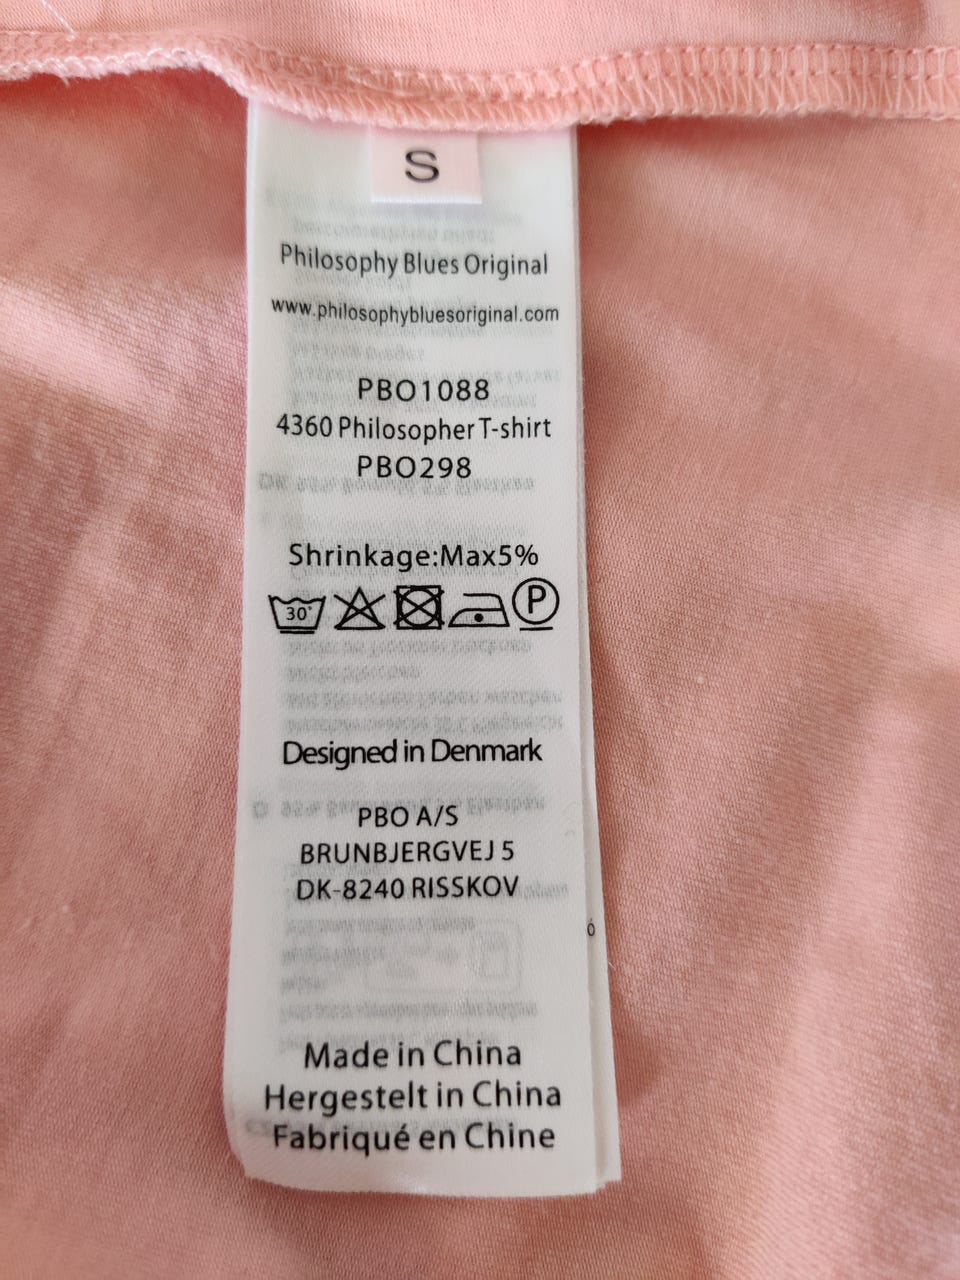 S
Philosophy Blues Original
www.philosophybluesoriginal.com
PBO1088
4360 Philosopher T-shirt
PBO298
Shrinkage:Max5%
30° P
Designed in Denmark
PBO A/S
BRUNBJERGVEJ 5
DK-8240 RISSKOV
ó
Made in China
Hergestelt in China
Fabriqué en Chine